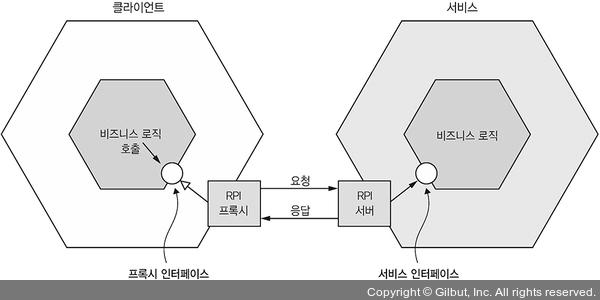 클라이언트
서비스
비즈니스 로직
호출
비즈니스 로직
RPI
프록시
요청
응답
RPI
서버
프록시 인터페이스
서비스 인터페이스
Copyright © Gilbut, Inc. All rights reserved.